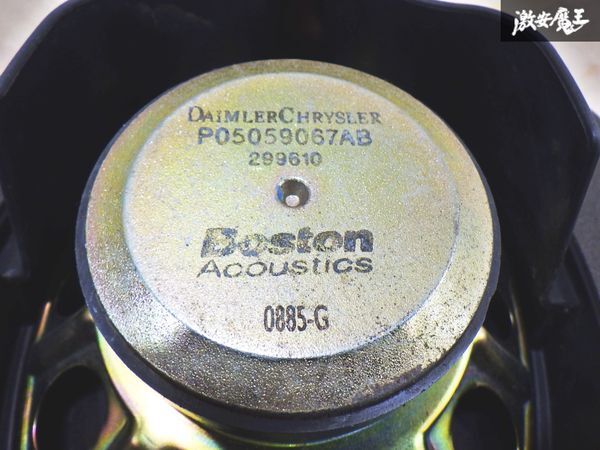 激安魔王
DAIMLERCHRYSLER
P05059067AB
299610
Boston
Acoustics
0885-G